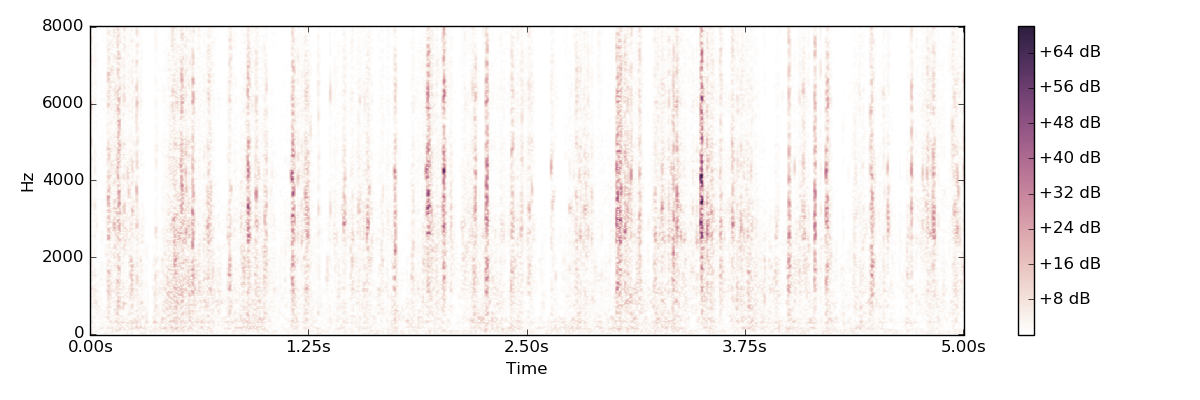 8000
6000
4000
2000
0
Hz
0.00s
1.25s
2.50s
3.75s
5.00s
Time
+64 dB
+56 dB
+48 dB
+40 dB
+32 dB
+24 dB
+16 dB
+8 dB